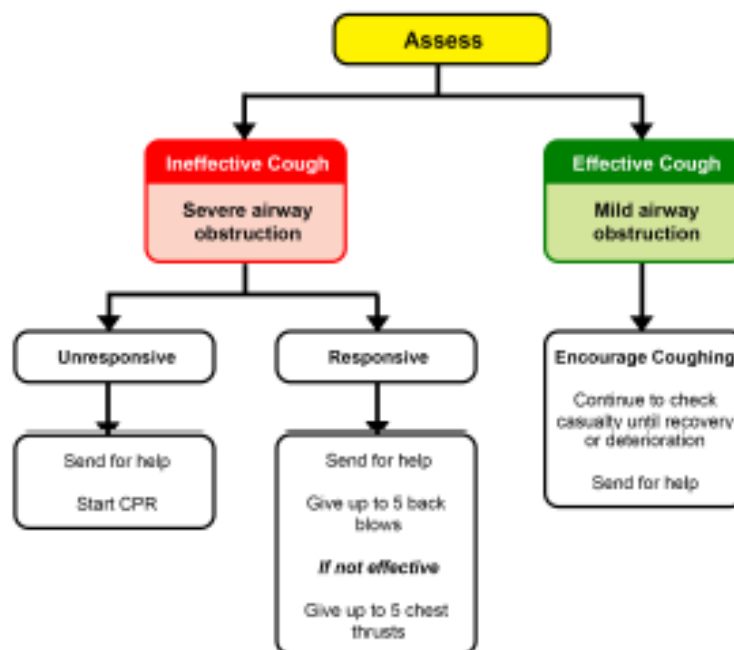 Assess
Ineffective Cough
Severe airway
obstruction
Effective Cough
Mild airway
obstruction
Unresponsive
Responsive
Send for help
Start CPR
Send for help
Give up to 5 back
blows
If not effective
Give up to 5 chest
thrusts
Encourage Coughing
Continue to check
casualty until recovery
or deterioration
Send for help